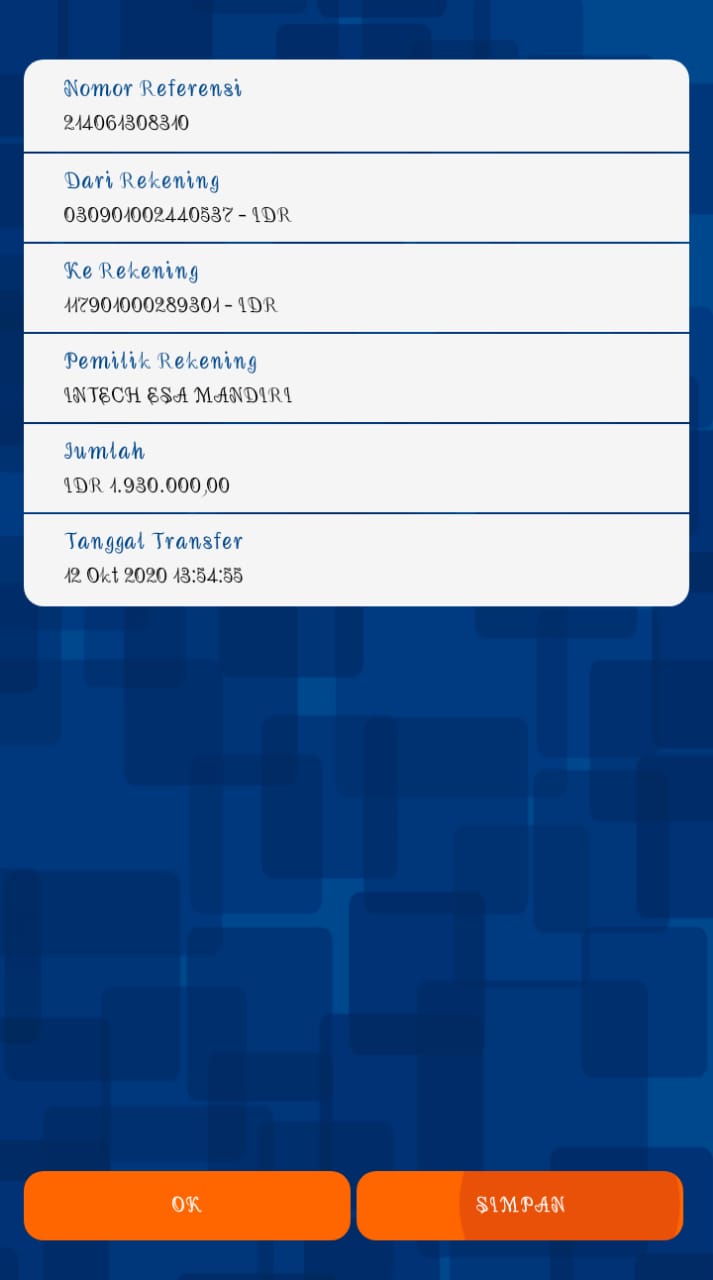 Nomor Referensi
214061308310
Dari Rekening
030901002440537 - IDR
Ke Rekening
117901000289301 - IDR
Pemilik Rekening
INTECH ESA MANDIRI
Jumlah
IDR 1.930.000,00
Tanggal Transfer
12 Okt 2020 13:54:55
OK
SIMPAN